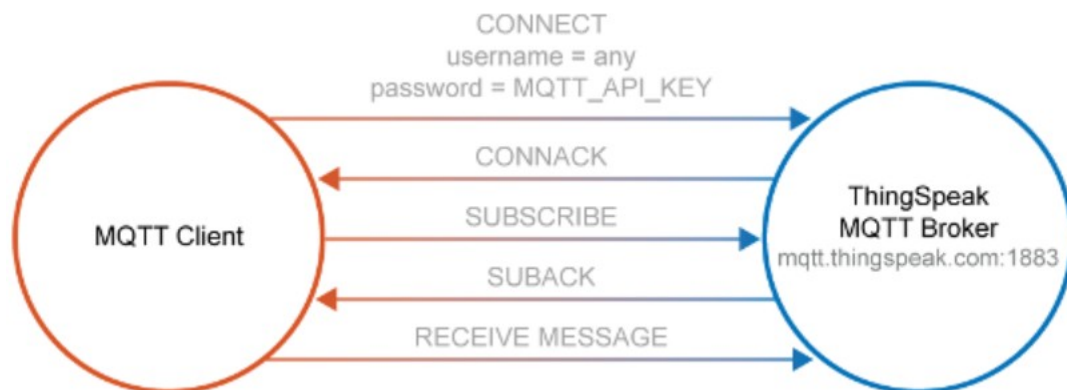 CONNECT
username = any
password = MQTT_API_KEY
CONNACK
SUBSCRIBE
SUBACK
RECEIVE MESSAGE
MQTT Client
ThingSpeak
MQTT Broker
mqtt.thingspeak.com:1883